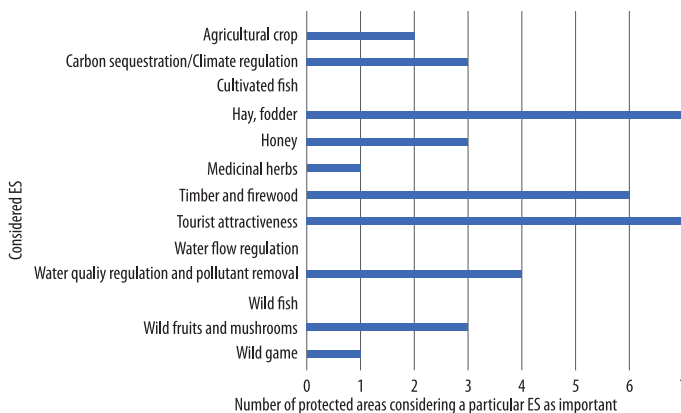 Agricultural crop
Carbon sequestration/Climate regulation
Cultivated fish
Hay, fodder
Honey
Medicinal herbs
Timber and firewood
Tourist attractiveness
Water flow regulation
Water qualiy regulation and pollutant removal
Wild fish
Wild fruits and mushrooms
Wild game
Considered ES
0 1 2 3 4 5 6 7
Number of protected areas considering a particular ES as important